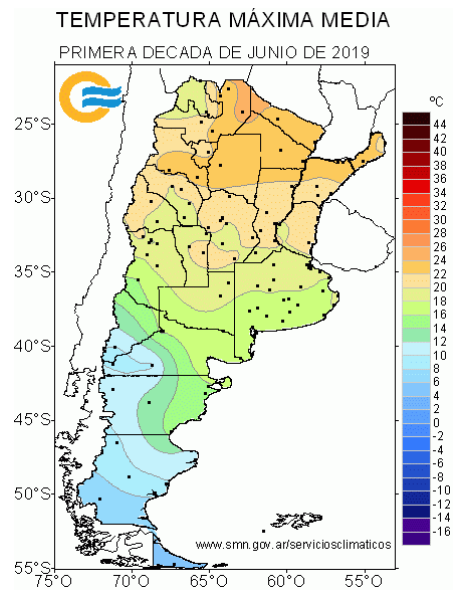 TEMPERATURA MÁXIMA MEDIA
PRIMERA DECADA DE JUNIO DE 2019
ºC
44
42
40
38
36
34
32
30
28
26
24
22
20
18
16
14
12
10
8
6
4
2
0
-2
-4
-6
-8
-10
-12
-14
-16
25°S
30°S
35°S
40°S
45°S
50°S
55°S
www.smn.gov.ar/serviciosclimaticos
75°O
70°O
65°O
60°O
55°O